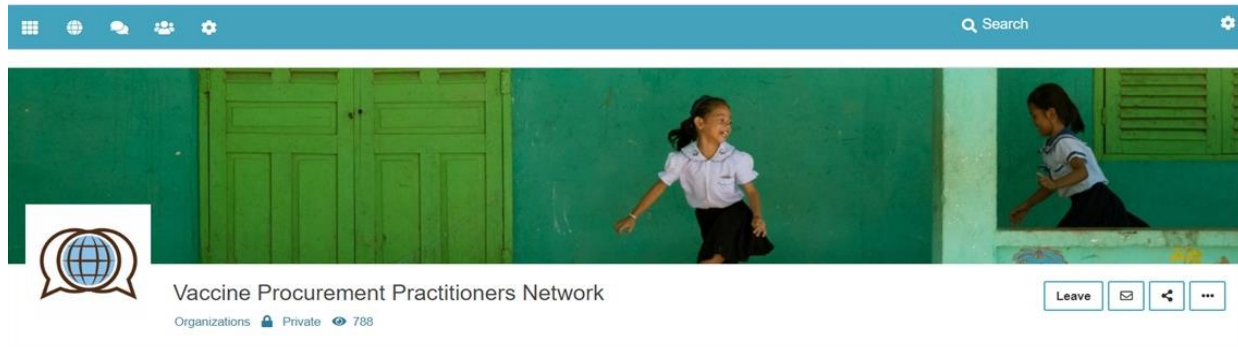 Search
Vaccine Procurement Practitioners Network
Leave
Organizations Private 788